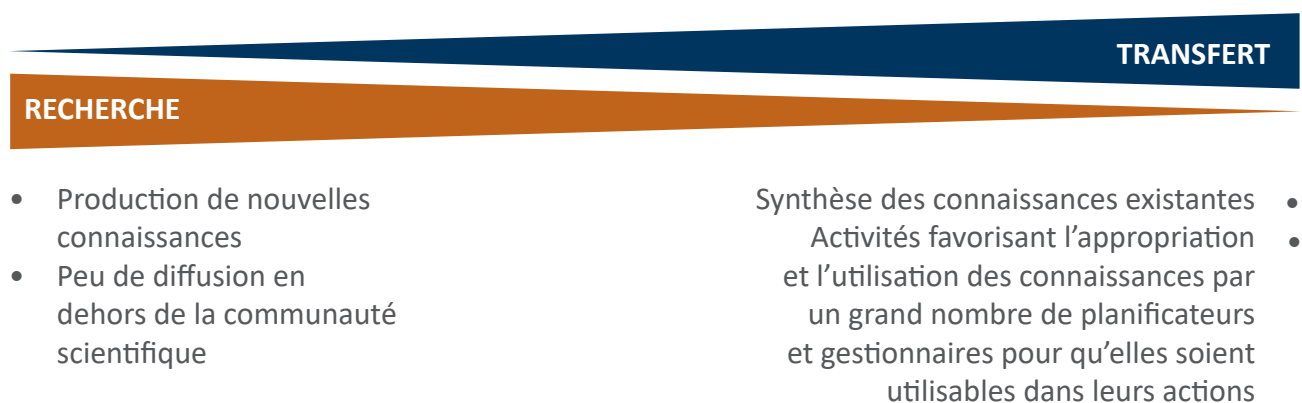 TRANSFERT
RECHERCHE
• Production de nouvelles
connaissances
• Peu de diffusion en
dehors de la communauté
scientifique
Synthèse des connaissances existantes •
Activités favorisant l’appropriation •
et l’utilisation des connaissances par
un grand nombre de planificateurs
et gestionnaires pour qu’elles soient
utilisables dans leurs actions